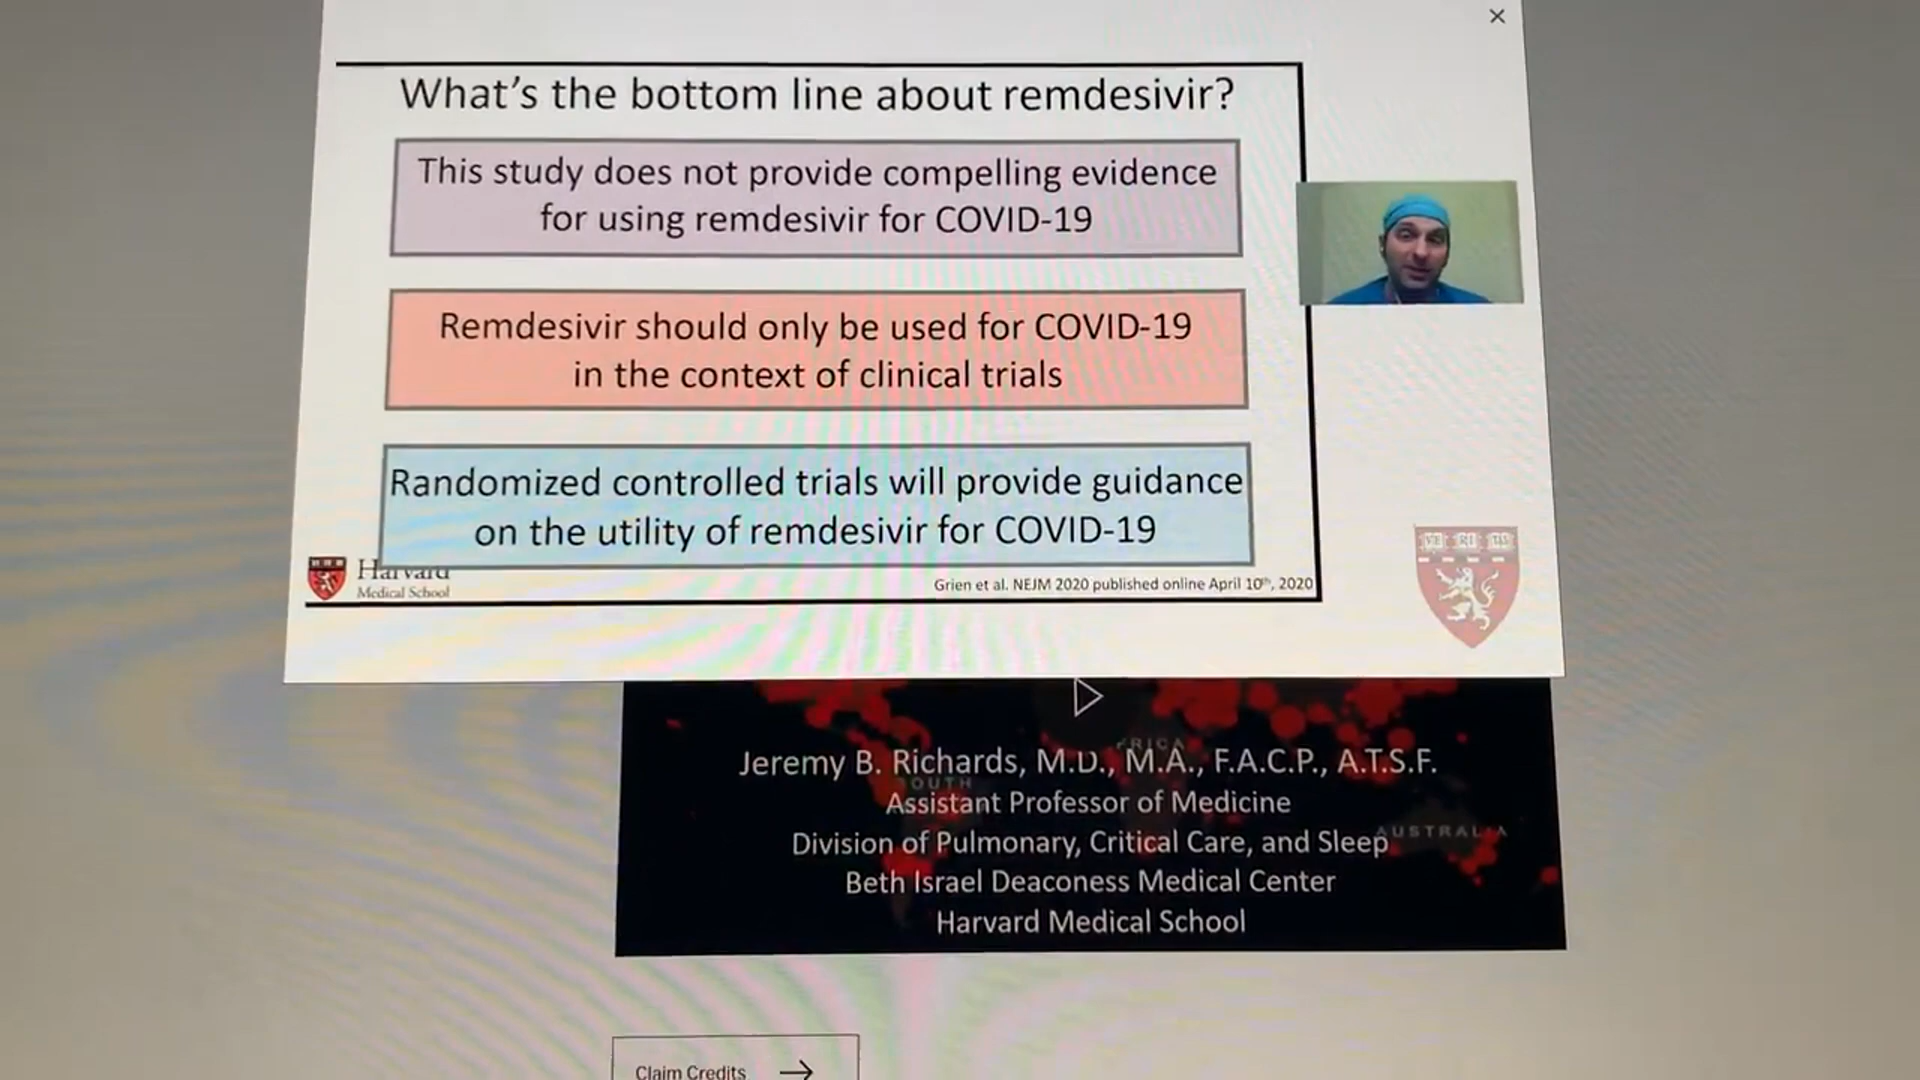 What's the bottom line about remdesivir?
This study does not provide compelling evidence
for using remdesivir for COVID-19
Remdesivir should only be used for COVID-19
in the context of clinical trials
Randomized controlled trials will provide guidance
on the utility of remdesivir for COVID-19
Harvard
Medical School
Grien et al. NEJM 2020 published online April 10th, 2020
VE RI TAS
Jeremy B. Richards, M.D., M.A., F.A.C.P., A.T.S.F.
Assistant Professor of Medicine
Division of Pulmonary, Critical Care, and Sleep
AUSTRALIA
Beth Israel Deaconess Medical Center
Harvard Medical School
Claim Credits